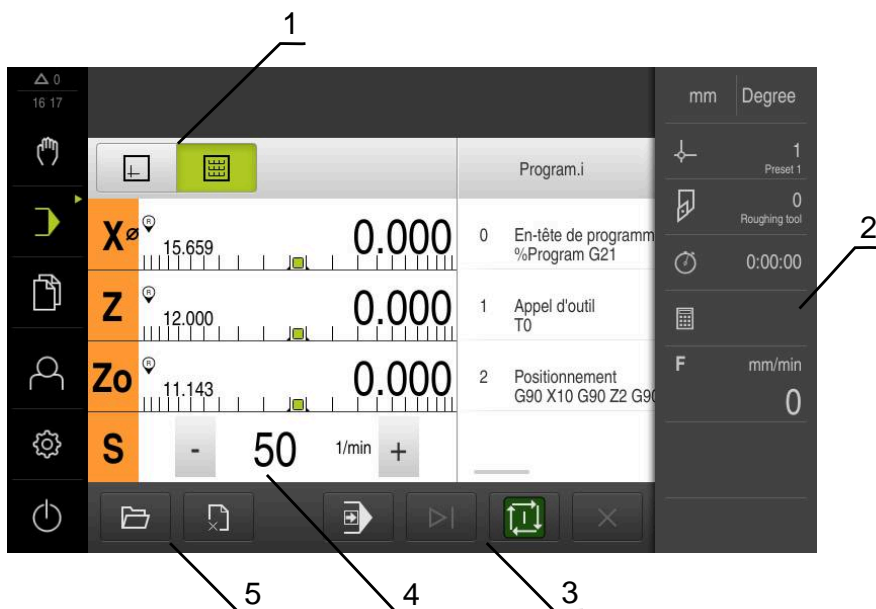 1
0
16 17
mm Degree
1
Preset 1
Program.i
0
Roughing tool
X⌀ R 15.659 0.000
0 En-tête de programm
%Program G21
2
0:00:00
Z R 12.000 0.000
1 Appel d'outil
T0
F mm/min
0
Zo R 11.143 0.000
2 Positionnement
G90 X10 G90 Z2 G90
S - 50 1/min +
5 4 3